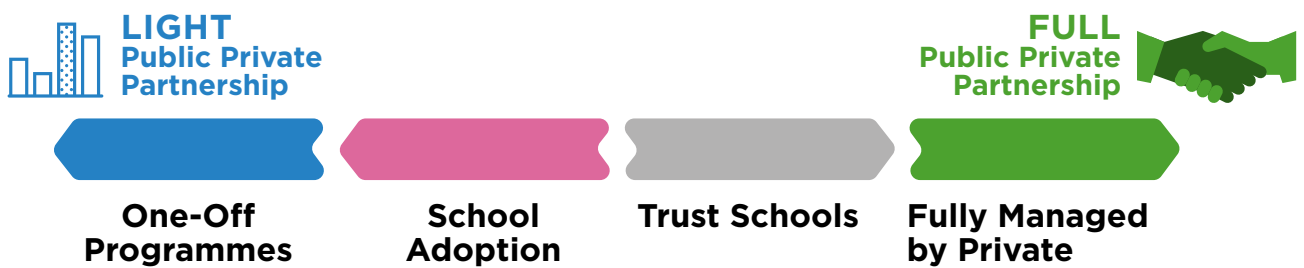 LIGHT
Public Private
Partnership
FULL
Public Private
Partnership
One-Off
Programmes
School
Adoption
Trust Schools
Fully Managed
by Private